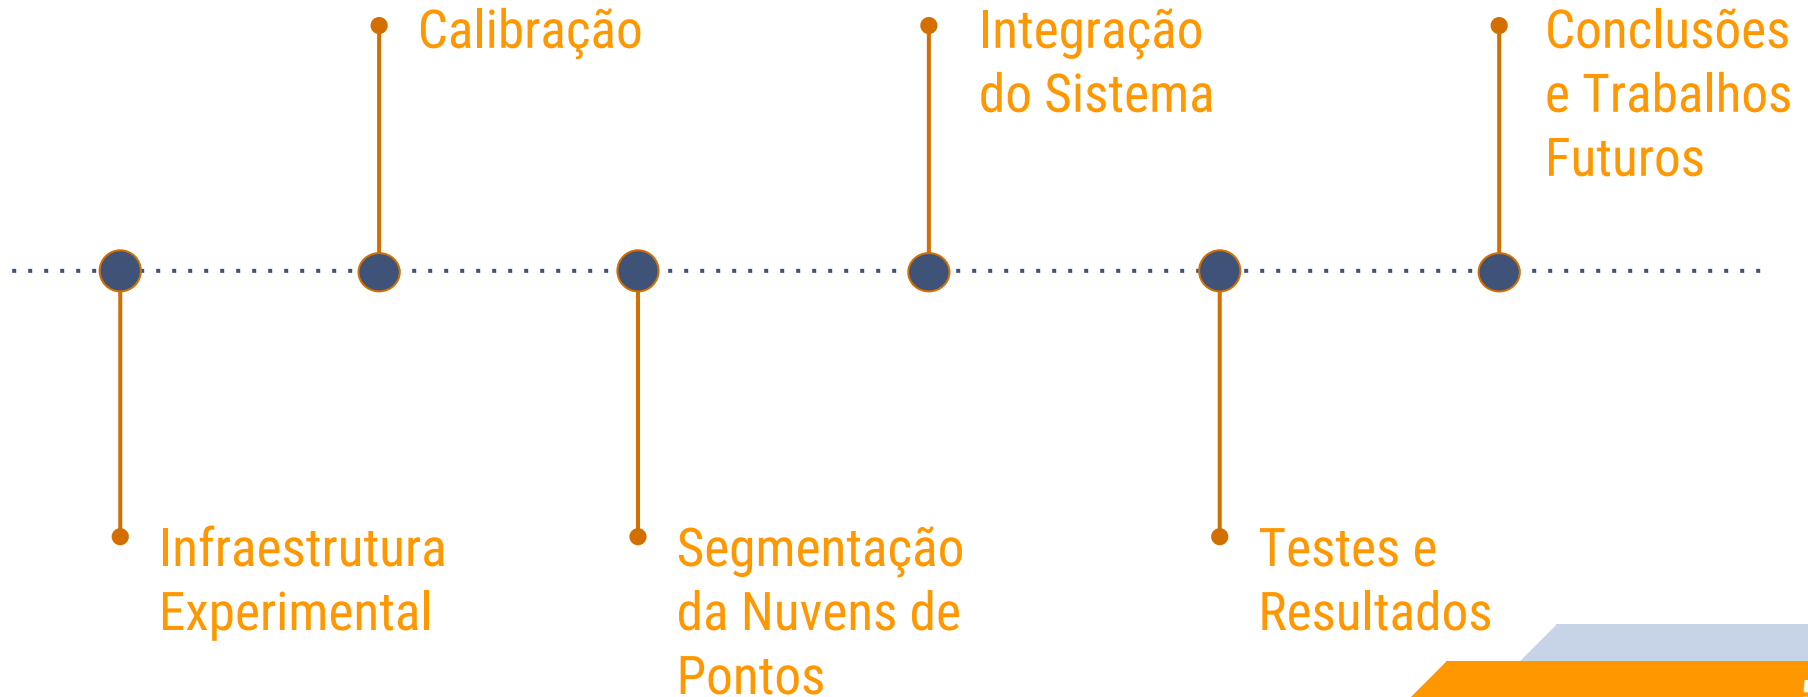 Calibração
Integração
do Sistema
Conclusões
e Trabalhos
Futuros
Infraestrutura
Experimental
Segmentação
da Nuvens de
Pontos
Testes e
Resultados